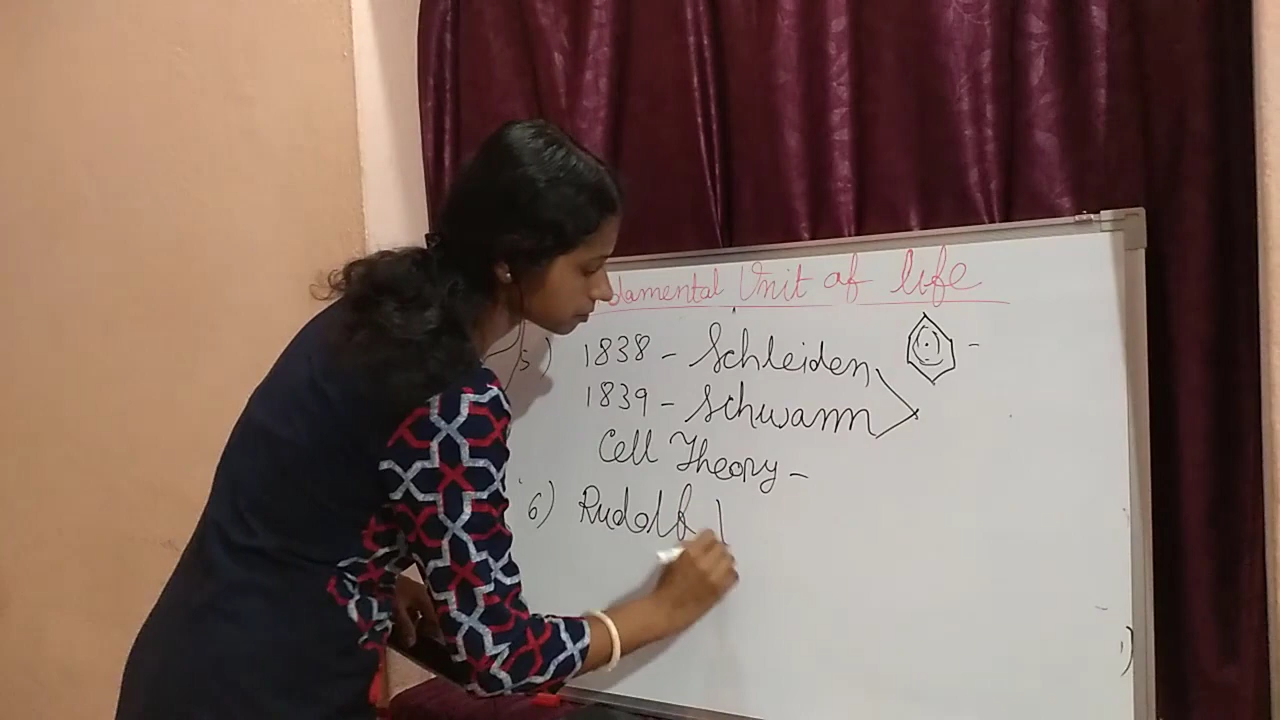 damental Unit of life
5) 1838 - Schleiden
1839 - Schwann
Cell Theory -
6) Rudolf